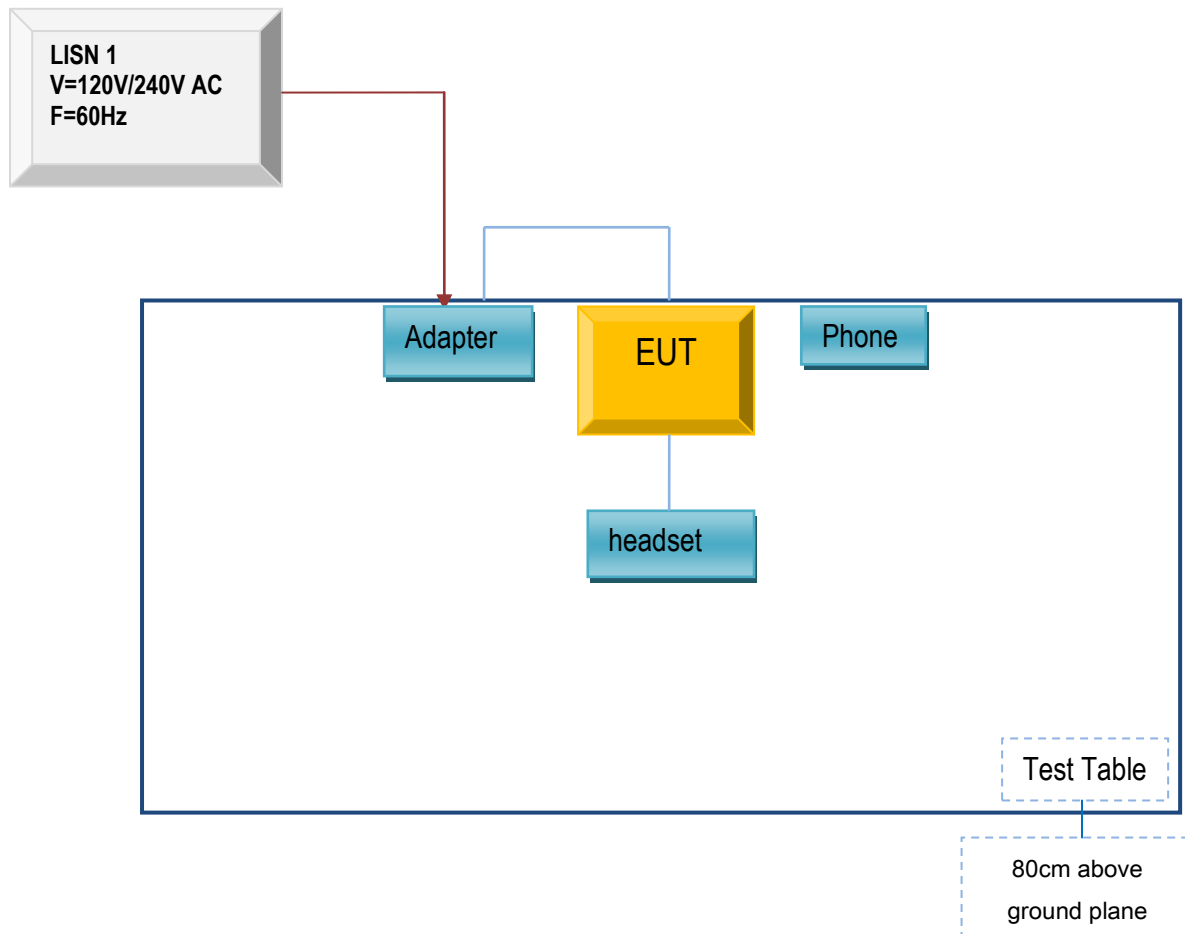 LISN 1
V=120V/240V AC
F=60Hz
Adapter
EUT
Phone
headset
Test Table
80cm above
ground plane